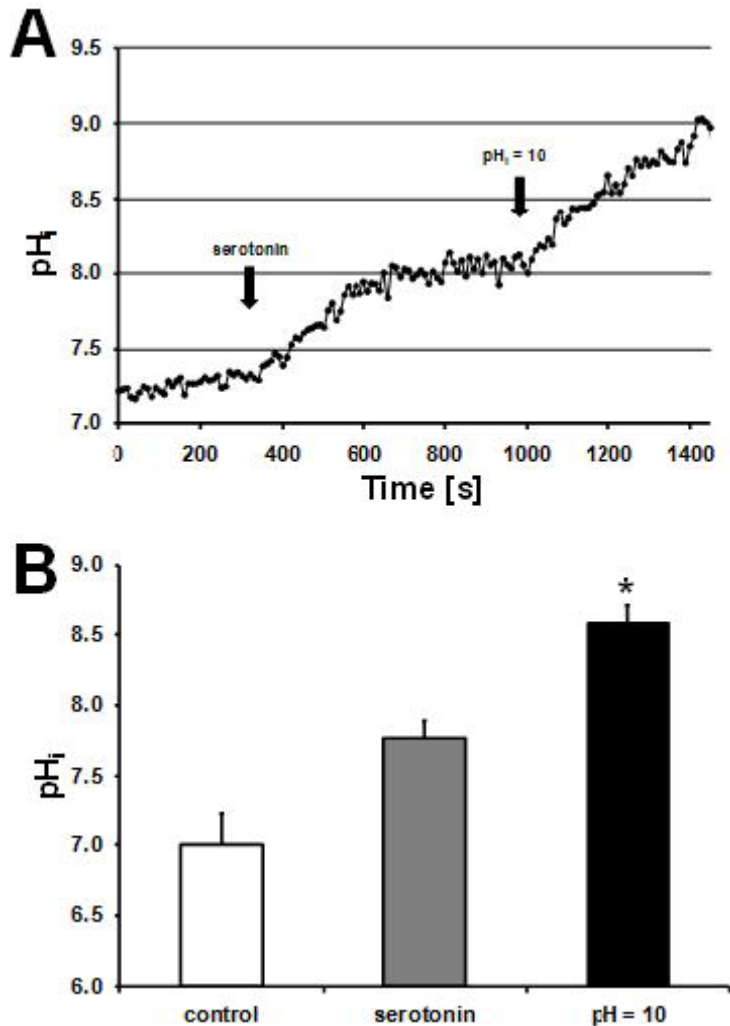 A
9.5
9.0
8.5
8.0
7.5
7.0
pHi
pHi = 10
serotonin
0 200 400 600 800 1000 1200 1400
Time [s]
B
9.0
8.5
8.0
7.5
7.0
6.5
6.0
pHi
*
control serotonin pH = 10